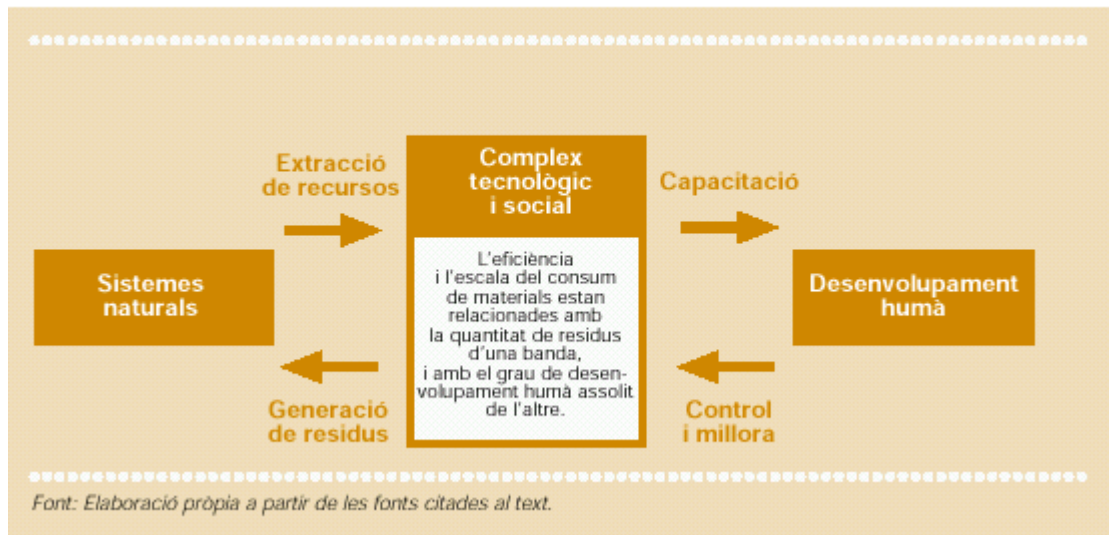 Extracció
de recursos
Complex
tecnològic
i social
Capacitació
Sistemes
naturals
L'eficiència
i l'escala del consum
de materials estan
relacionades amb
la quantitat de residus
d'una banda,
i amb el grau de desen-
volupament humà assolit
de l'altre.
Desenvolupament
humà
Generació
de residus
Control
i millora
Font: Elaboració pròpia a partir de les fonts citades al text.